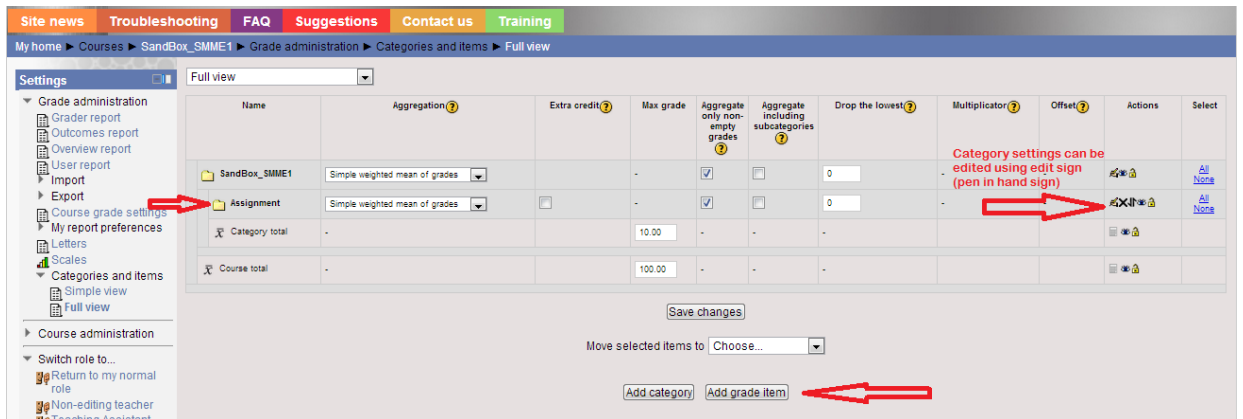 Site news Troubleshooting FAQ Suggestions Contact us Training
My home ► Courses ► SandBox_SMME1 ► Grade administration ► Categories and items ► Full view
Settings
Grade administration
Grader report
Outcomes report
Overview report
User report
Import
Export
Course grade settings
My report preferences
Letters
Scales
Categories and items
Simple view
Full view
Course administration
Switch role to...
Return to my normal
role
Non-editing teacher
Teaching Assistant
Full view
Name Aggregation Extra credit Max grade Aggregate only non-empty grades Aggregate including subcategories Drop the lowest Multiplicator Offset Actions Select
Category settings can be
edited using edit sign
(pen in hand sign)
SandBox_SMME1 Simple weighted mean of grades - 0 - - All
None
Assignment Simple weighted mean of grades - 0 - All
None
x̅ Category total - 10.00 - - -
x̅ Course total - 100.00 - - -
Save changes
Move selected items to Choose...
Add category Add grade item